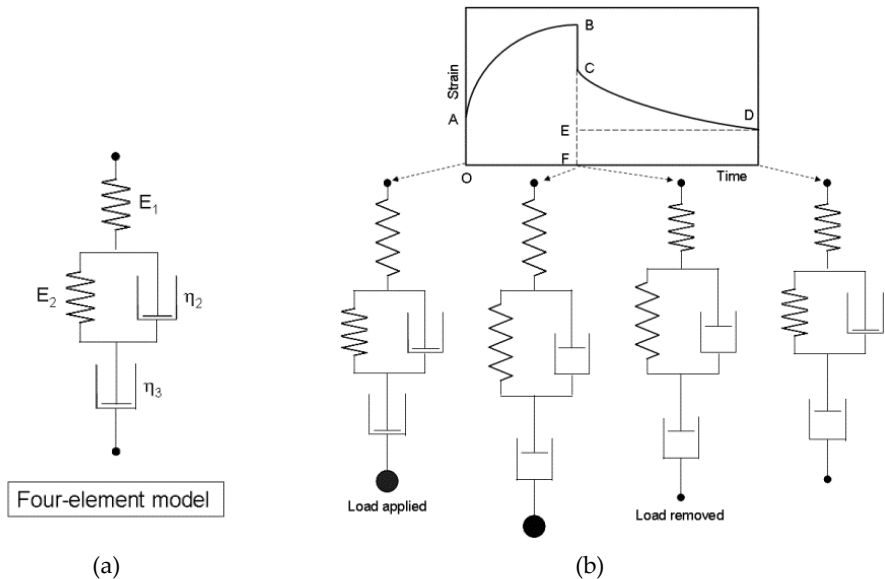 E₁
E₂
η₂
η₃
Four-element model
(a)
Strain
A
B
C
D
E
F
O
Time
Load applied
Load removed
(b)